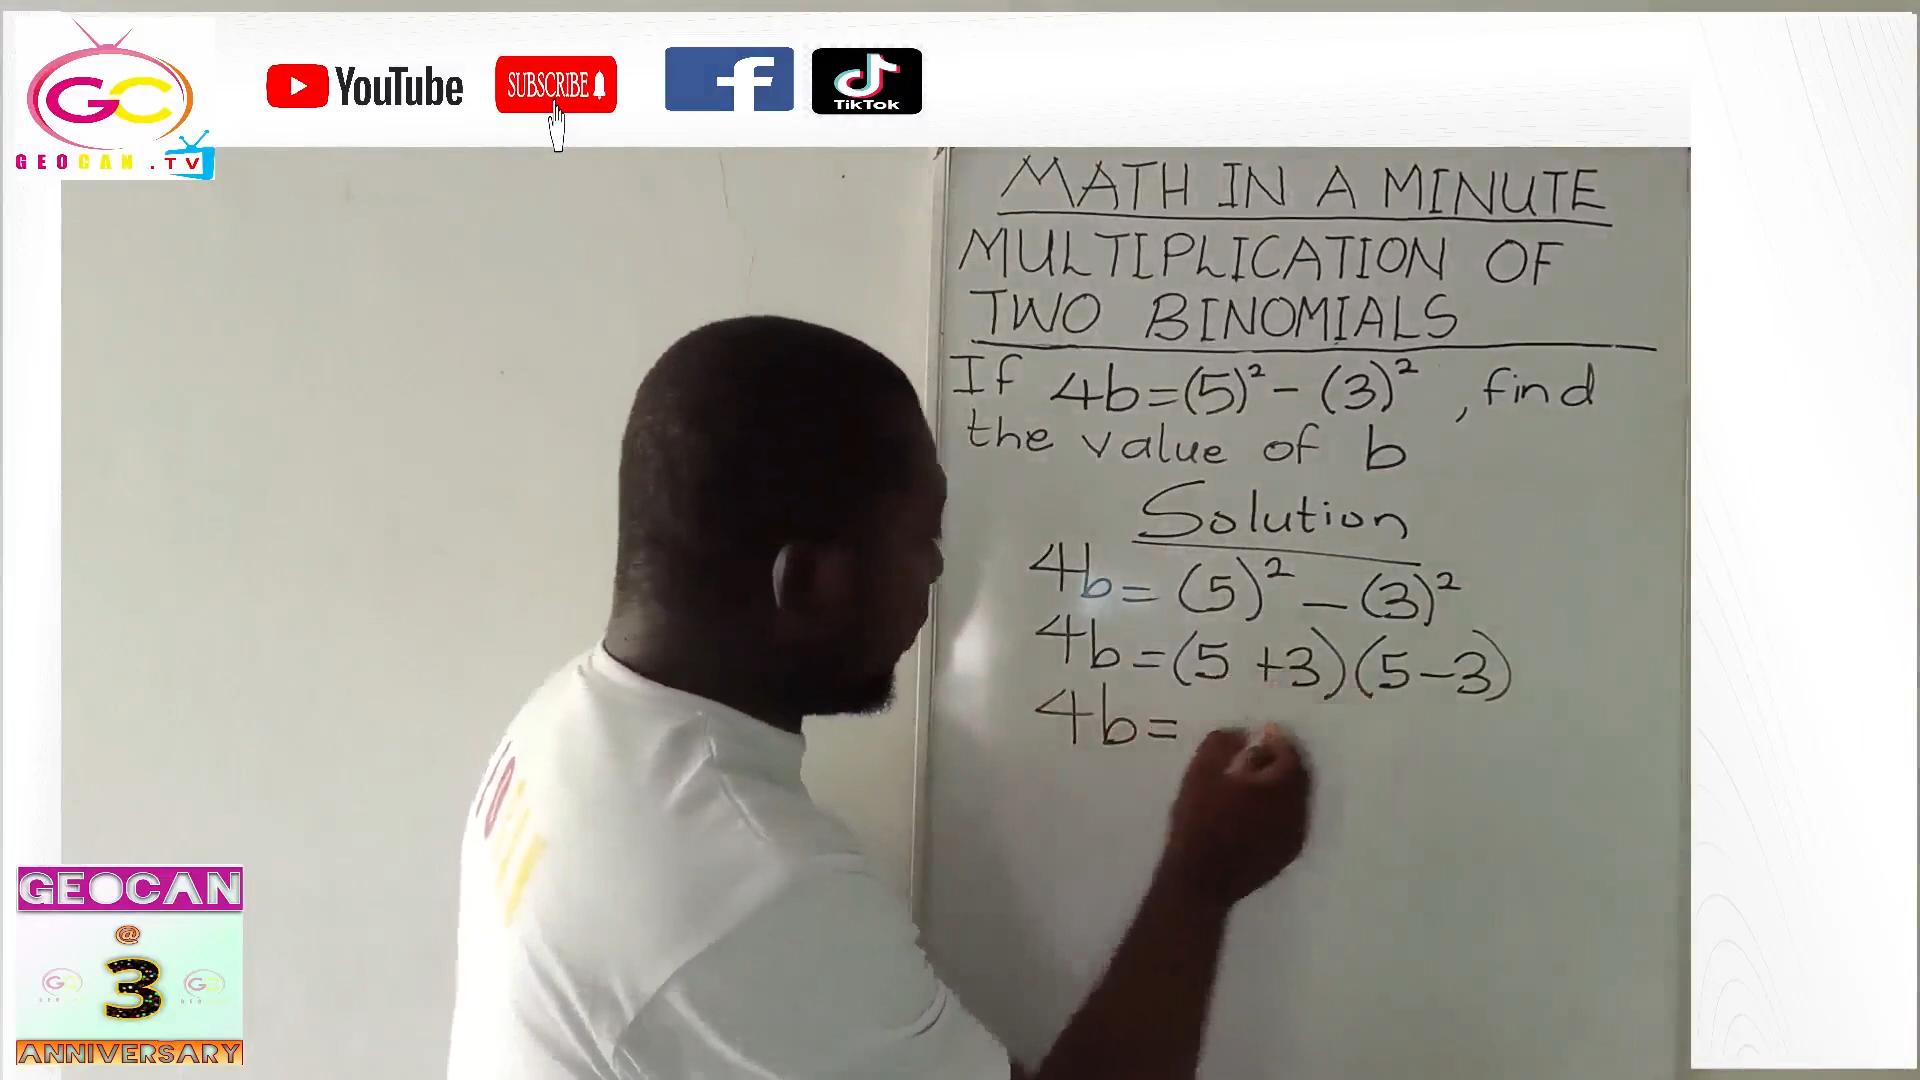 GC
GEOCAN.TV
YouTube
SUBSCRIBE
f
TikTok
MATH IN A MINUTE
MULTIPLICATION OF
TWO BINOMIALS
If 4b=(5)²-(3)², find
the value of b
Solution
4b=(5)²-(3)²
4b=(5+3)(5-3)
4b=
GEOCAN
@
3
ANNIVERSARY